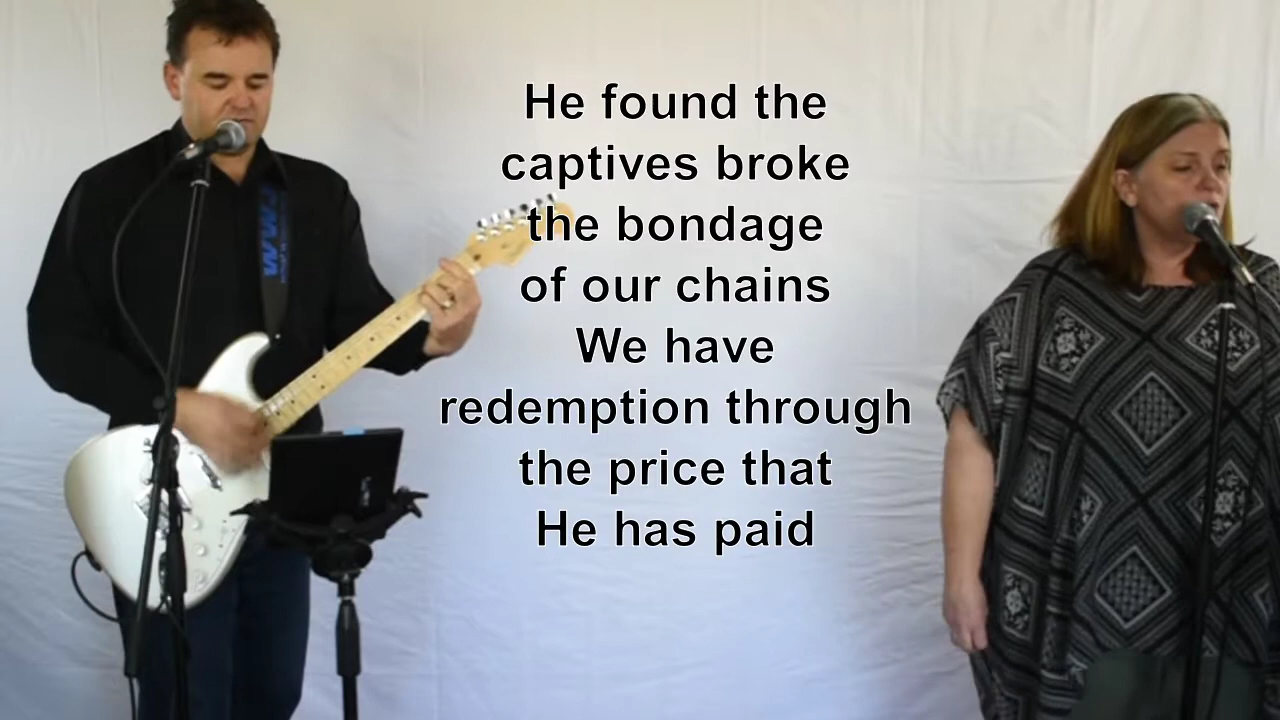 He found the
captives broke
the bondage
of our chains
We have
redemption through
the price that
He has paid